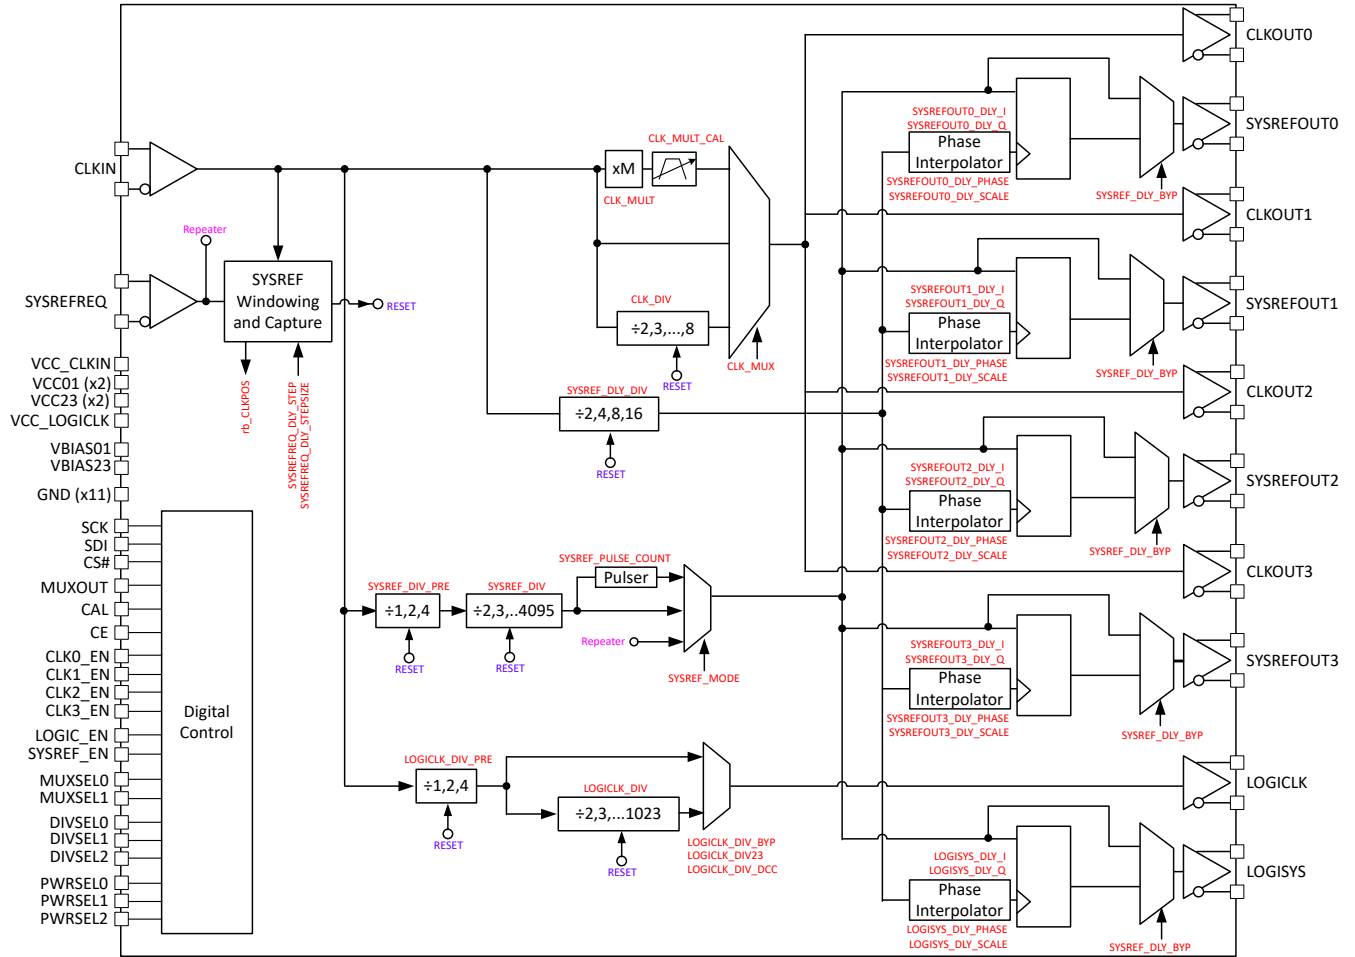 CLKIN
SYSREFREQ
Repeater
SYSREF
Windowing
and Capture
RESET
rb_CLKPOS
SYSREFREQ_DLY_STEP
SYSREFREQ_DLY_STEPSIZE
VCC_CLKIN
VCC01 (x2)
VCC23 (x2)
VCC_LOGICLK
VBIAS01
VBIAS23
GND (x11)
SCK
SDI
CS#
MUXOUT
CAL
CE
CLK0_EN
CLK1_EN
CLK2_EN
CLK3_EN
LOGIC_EN
SYSREF_EN
MUXSEL0
MUXSEL1
DIVSEL0
DIVSEL1
DIVSEL2
PWRSEL0
PWRSEL1
PWRSEL2
Digital
Control
CLK_MULT_CAL
xM
CLK_MULT
CLK_DIV
÷2,3,...,8
RESET
CLK_MUX
SYSREF_DLY_DIV
÷2,4,8,16
RESET
SYSREF_DIV_PRE
÷1,2,4
RESET
SYSREF_DIV
÷2,3,..4095
RESET
SYSREF_PULSE_COUNT
Pulser
Repeater
SYSREF_MODE
LOGICLK_DIV_PRE
÷1,2,4
RESET
LOGICLK_DIV
÷2,3,...1023
RESET
LOGICLK_DIV_BYP
LOGICLK_DIV23
LOGICLK_DIV_DCC
CLKOUT0
SYSREFOUT0_DLY_I
SYSREFOUT0_DLY_Q
Phase
Interpolator
SYSREFOUT0_DLY_PHASE
SYSREFOUT0_DLY_SCALE
SYSREF_DLY_BYP
SYSREFOUT0
CLKOUT1
SYSREFOUT1_DLY_I
SYSREFOUT1_DLY_Q
Phase
Interpolator
SYSREFOUT1_DLY_PHASE
SYSREFOUT1_DLY_SCALE
SYSREF_DLY_BYP
SYSREFOUT1
CLKOUT2
SYSREFOUT2_DLY_I
SYSREFOUT2_DLY_Q
Phase
Interpolator
SYSREFOUT2_DLY_PHASE
SYSREFOUT2_DLY_SCALE
SYSREF_DLY_BYP
SYSREFOUT2
CLKOUT3
SYSREFOUT3_DLY_I
SYSREFOUT3_DLY_Q
Phase
Interpolator
SYSREFOUT3_DLY_PHASE
SYSREFOUT3_DLY_SCALE
SYSREF_DLY_BYP
SYSREFOUT3
LOGICLK
LOGISYS_DLY_I
LOGISYS_DLY_Q
Phase
Interpolator
LOGISYS_DLY_PHASE
LOGISYS_DLY_SCALE
SYSREF_DLY_BYP
LOGISYS